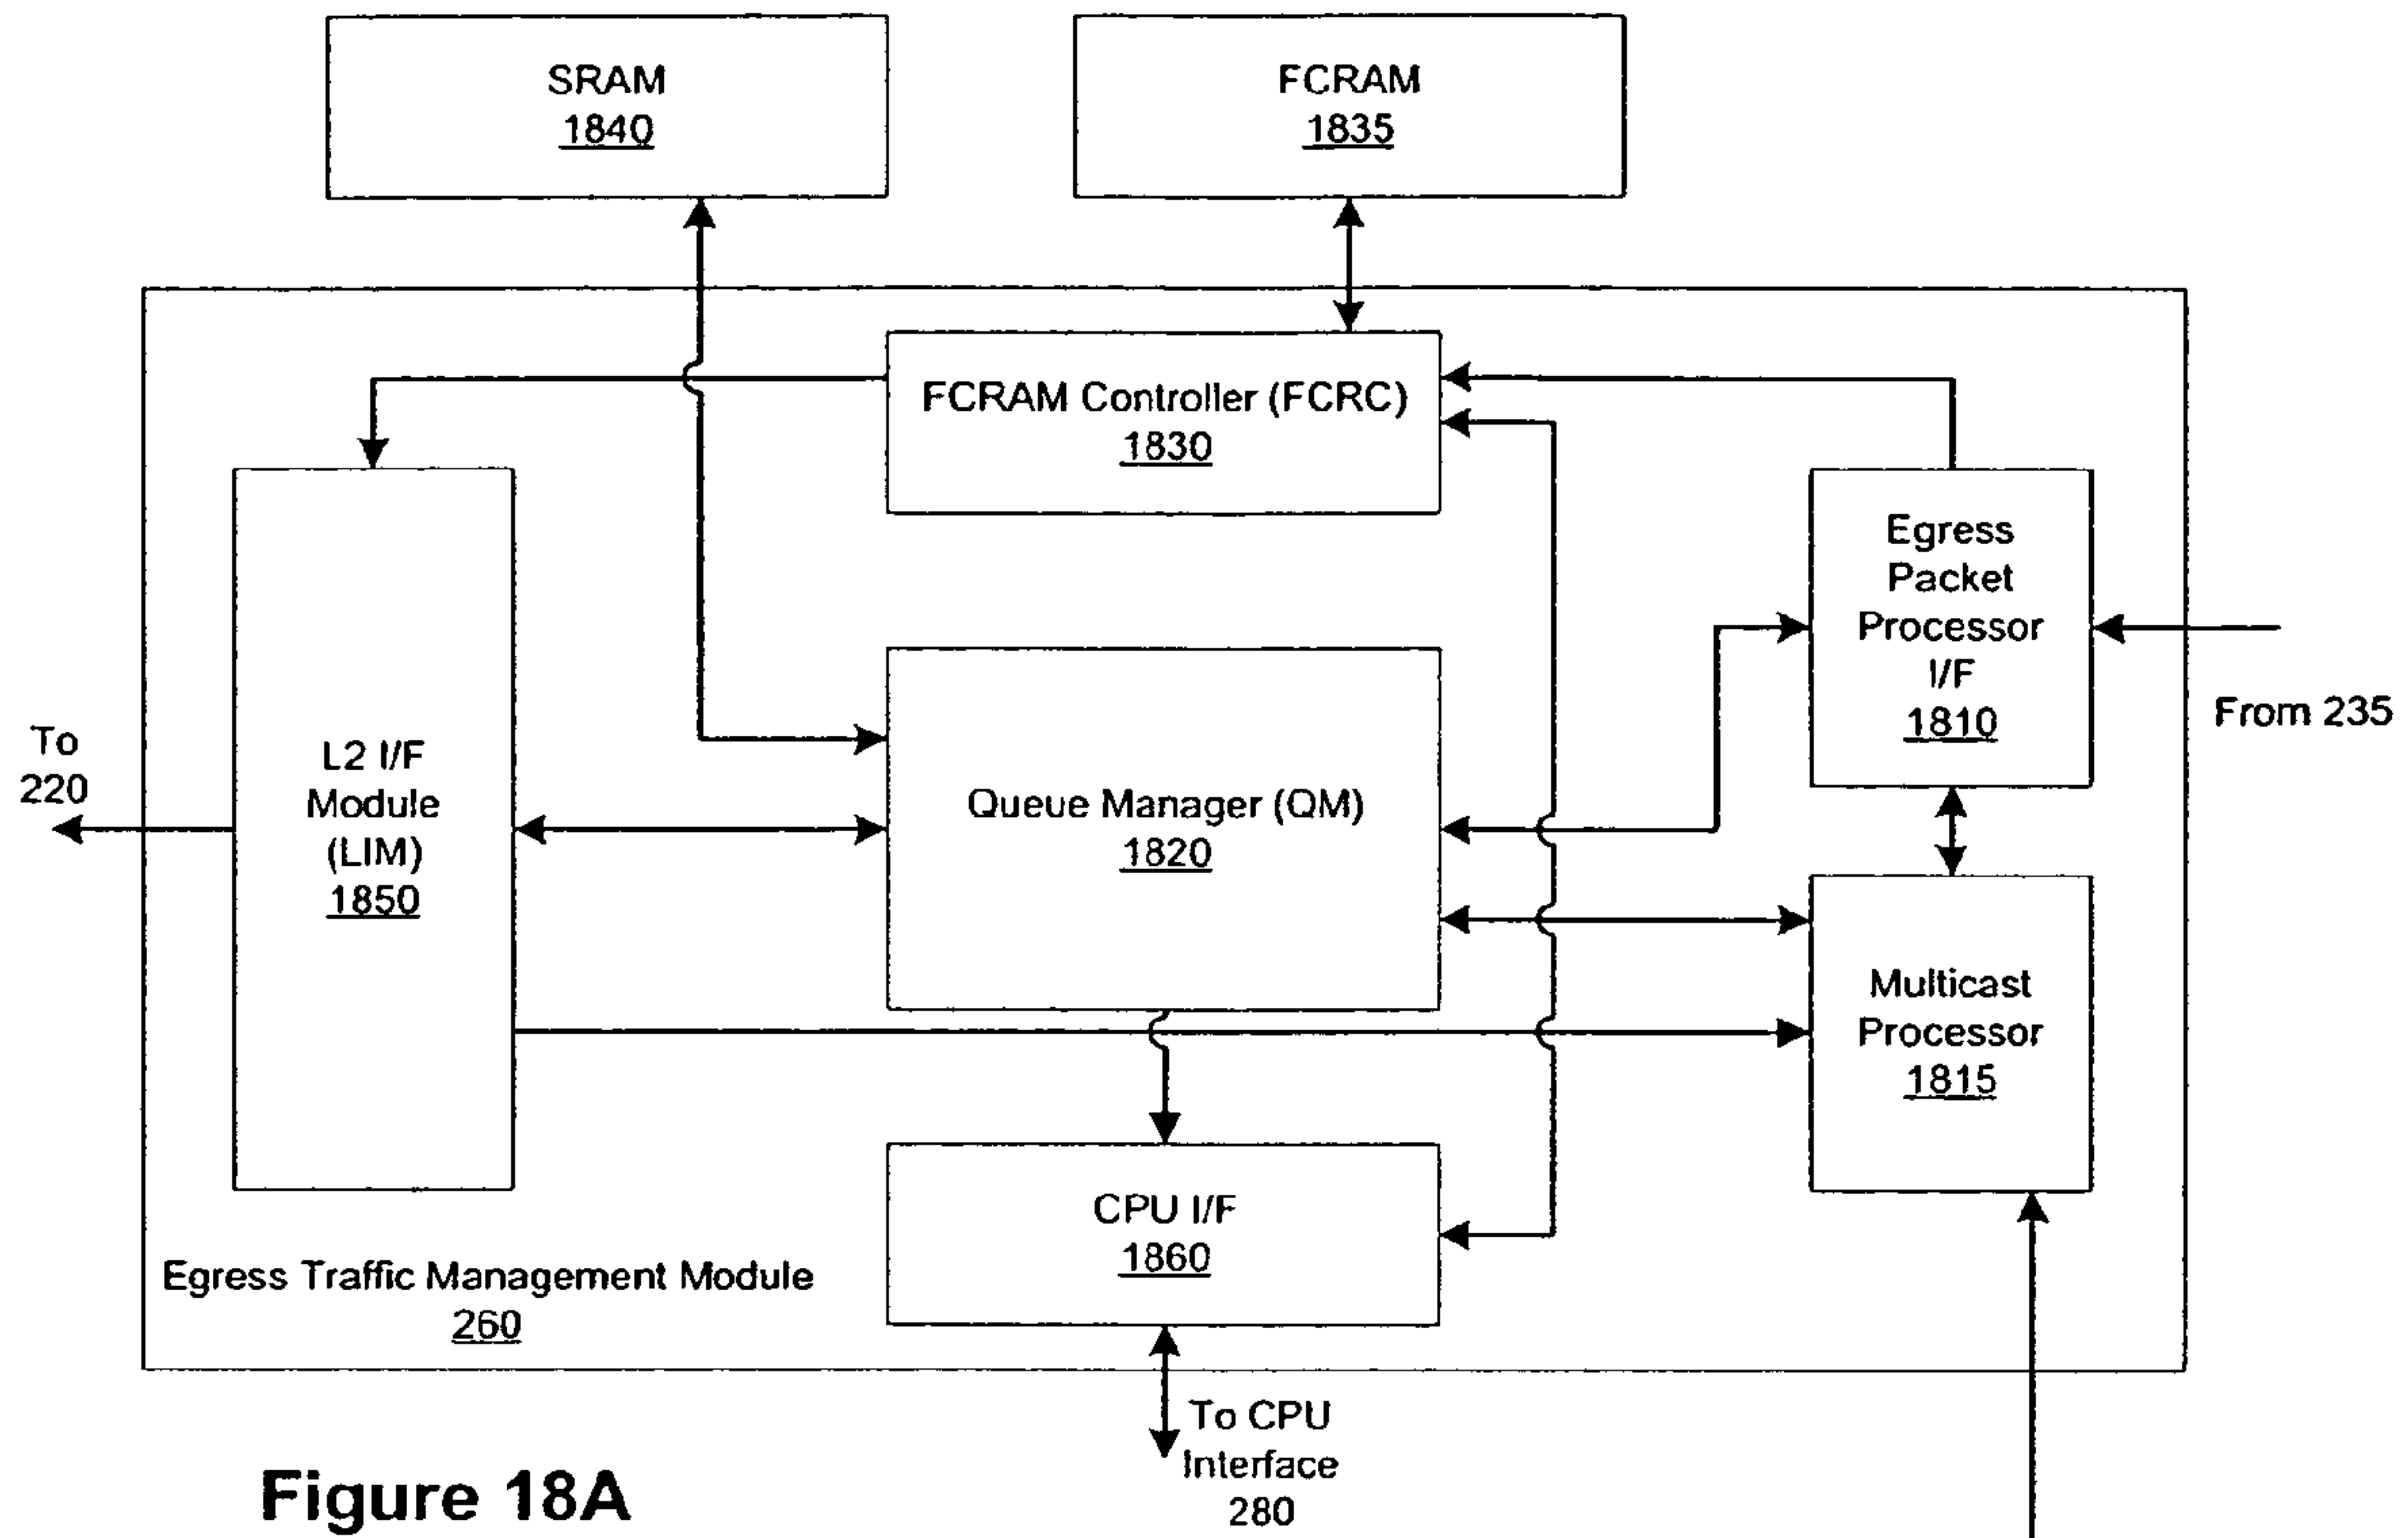 SRAM
1840
FCRAM
1835
FCRAM Controller (FCRC)
1830
Egress
Packet
Processor
I/F
1810
From 235
To
220
L2 I/F
Module
(LIM)
1850
Queue Manager (QM)
1820
Multicast
Processor
1815
CPU I/F
1860
Egress Traffic Management Module
260
To CPU
Interface
280
Figure 18A